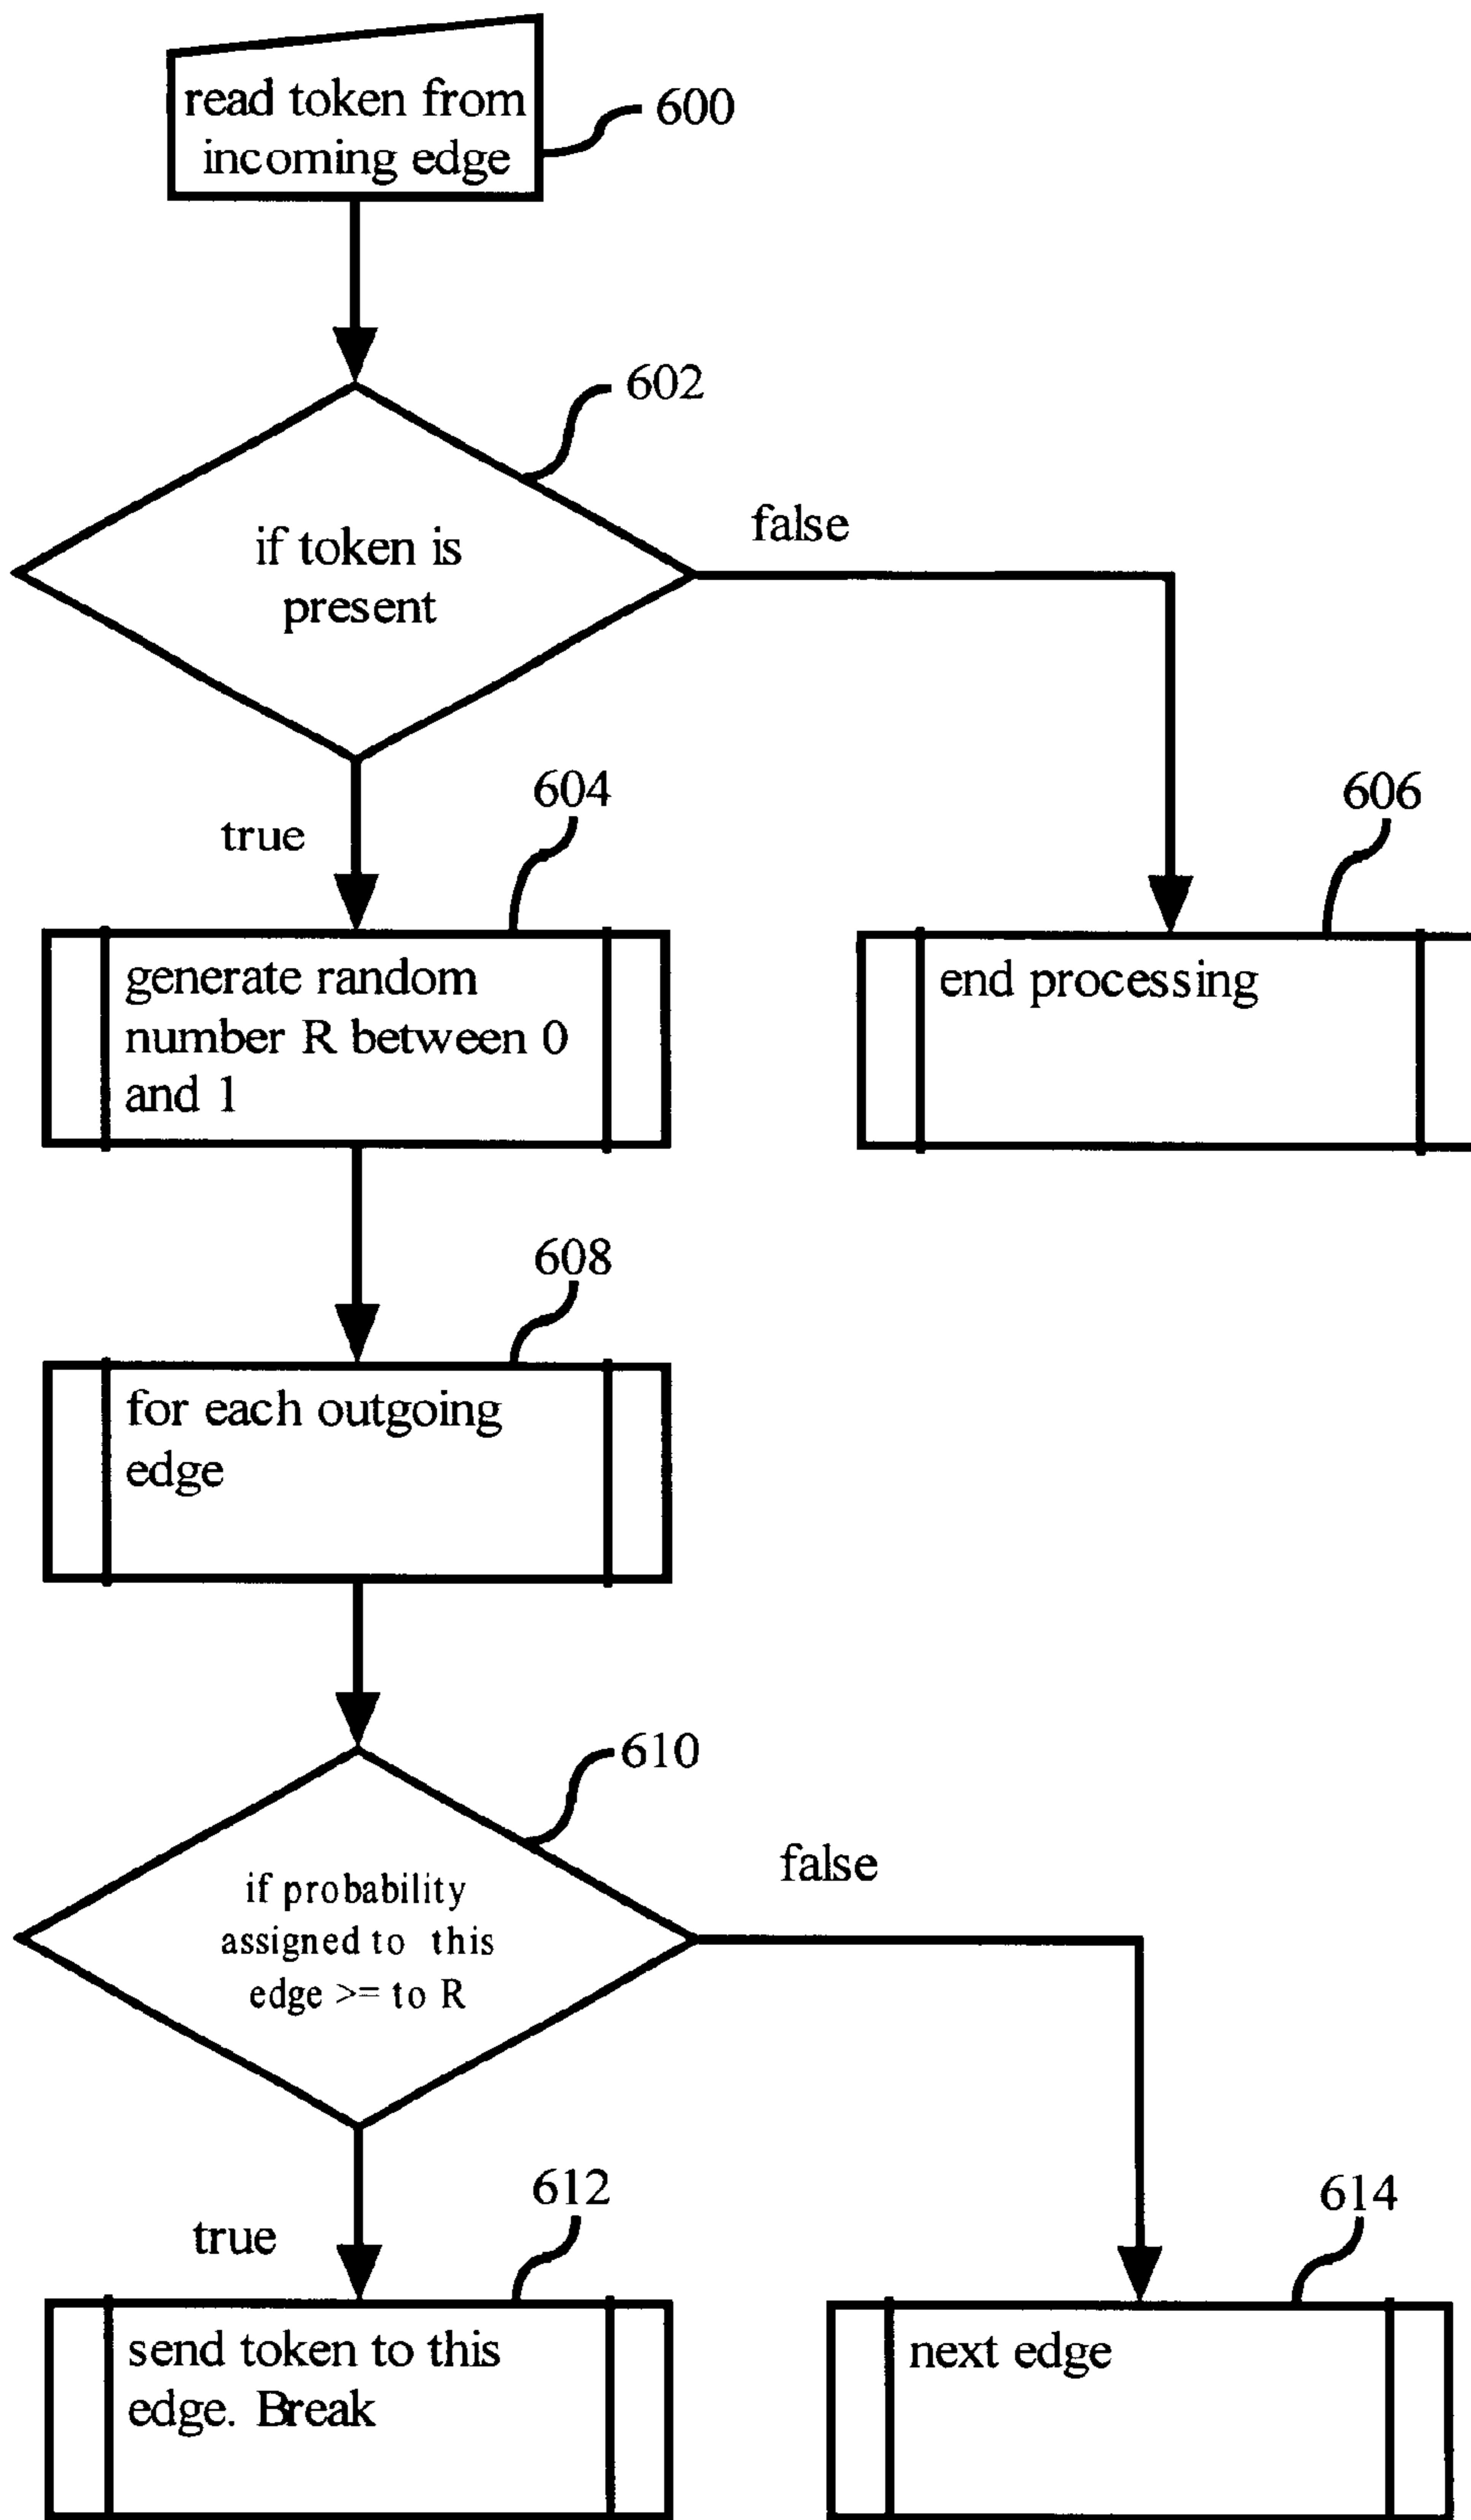 read token from
incoming edge
600
602
if token is
present
false
true
604
606
generate random
number R between 0
and 1
end processing
608
for each outgoing
edge
610
if probability
assigned to this
edge >= to R
false
true
612
614
send token to this
edge. Break
next edge